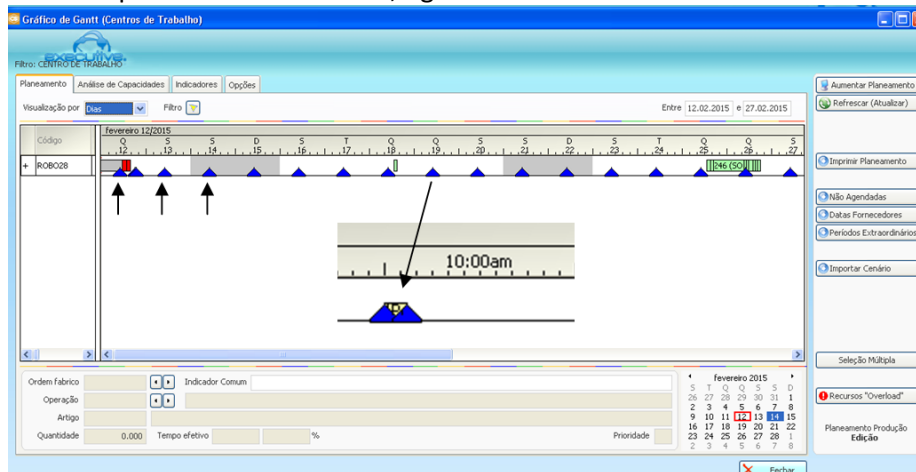 Gráfico de Gantt (Centros de Trabalho)
executive
Filtro: CENTRO DE TRABALHO
Planeamento Análise de Capacidades Indicadores Opções
Visualização por Dias Filtro Entre 12.02.2015 e 27.02.2015
Código fevereiro 12/2015
Q S S D S T Q Q S S D S T Q Q S
12 13 14 15 16 17 18 19 20 21 22 23 24 25 26 27
+ ROBO2B 246 (SO
10:00am
Ordem fabrico Indicador Comum
Operação
Artigo
Quantidade 0.000 Tempo efetivo % Prioridade
fevereiro 2015
S T Q Q S S D
26 27 28 29 30 31 1
2 3 4 5 6 7 8
9 10 11 12 13 14 15
16 17 18 19 20 21 22
23 24 25 26 27 28 1
2 3 4 5 6 7 8
Aumentar Planeamento
Refrescar (Atualizar)
Imprimir Planeamento
Não Agendadas
Datas Fornecedores
Períodos Extraordinários
Importar Cenário
Seleção Múltipla
Recursos "Overload"
Planeamento Produção
Edição
Fechar